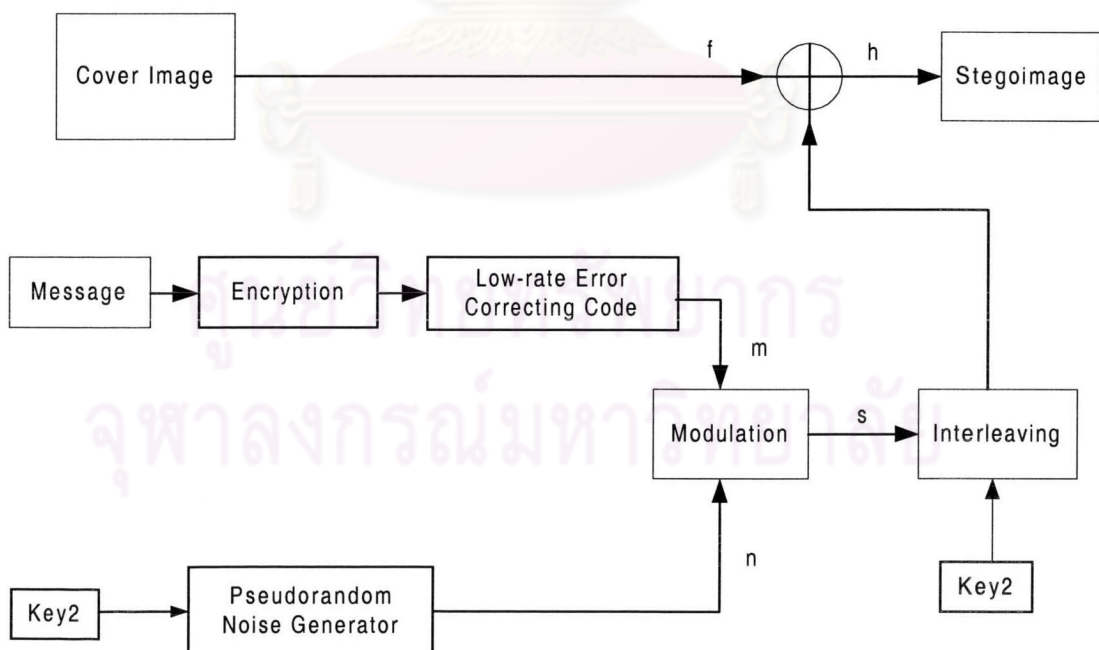 Cover Image
f
h
Stegoimage
Message
Encryption
Low-rate Error
Correcting Code
m
Modulation
s
Interleaving
n
Key2
Pseudorandom
Noise Generator
Key2
ศูนย์วิทยทรัพยากร
จุฬาลงกรณ์มหาวิทยาลัย